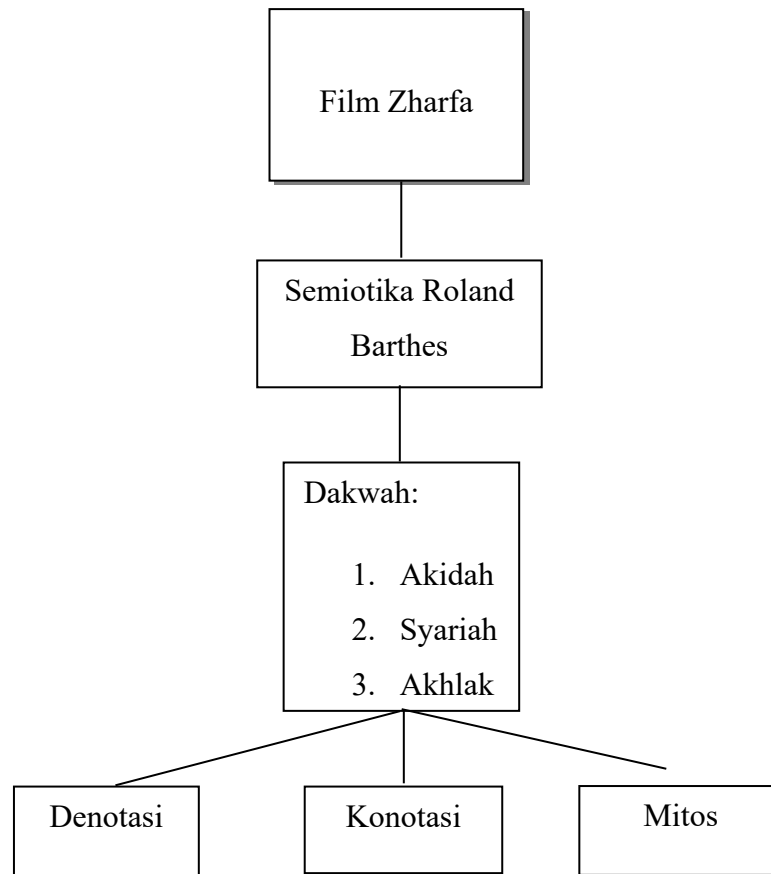 Film Zharfa
Semiotika Roland
Barthes
Dakwah:
1. Akidah
2. Syariah
3. Akhlak
Denotasi
Konotasi
Mitos